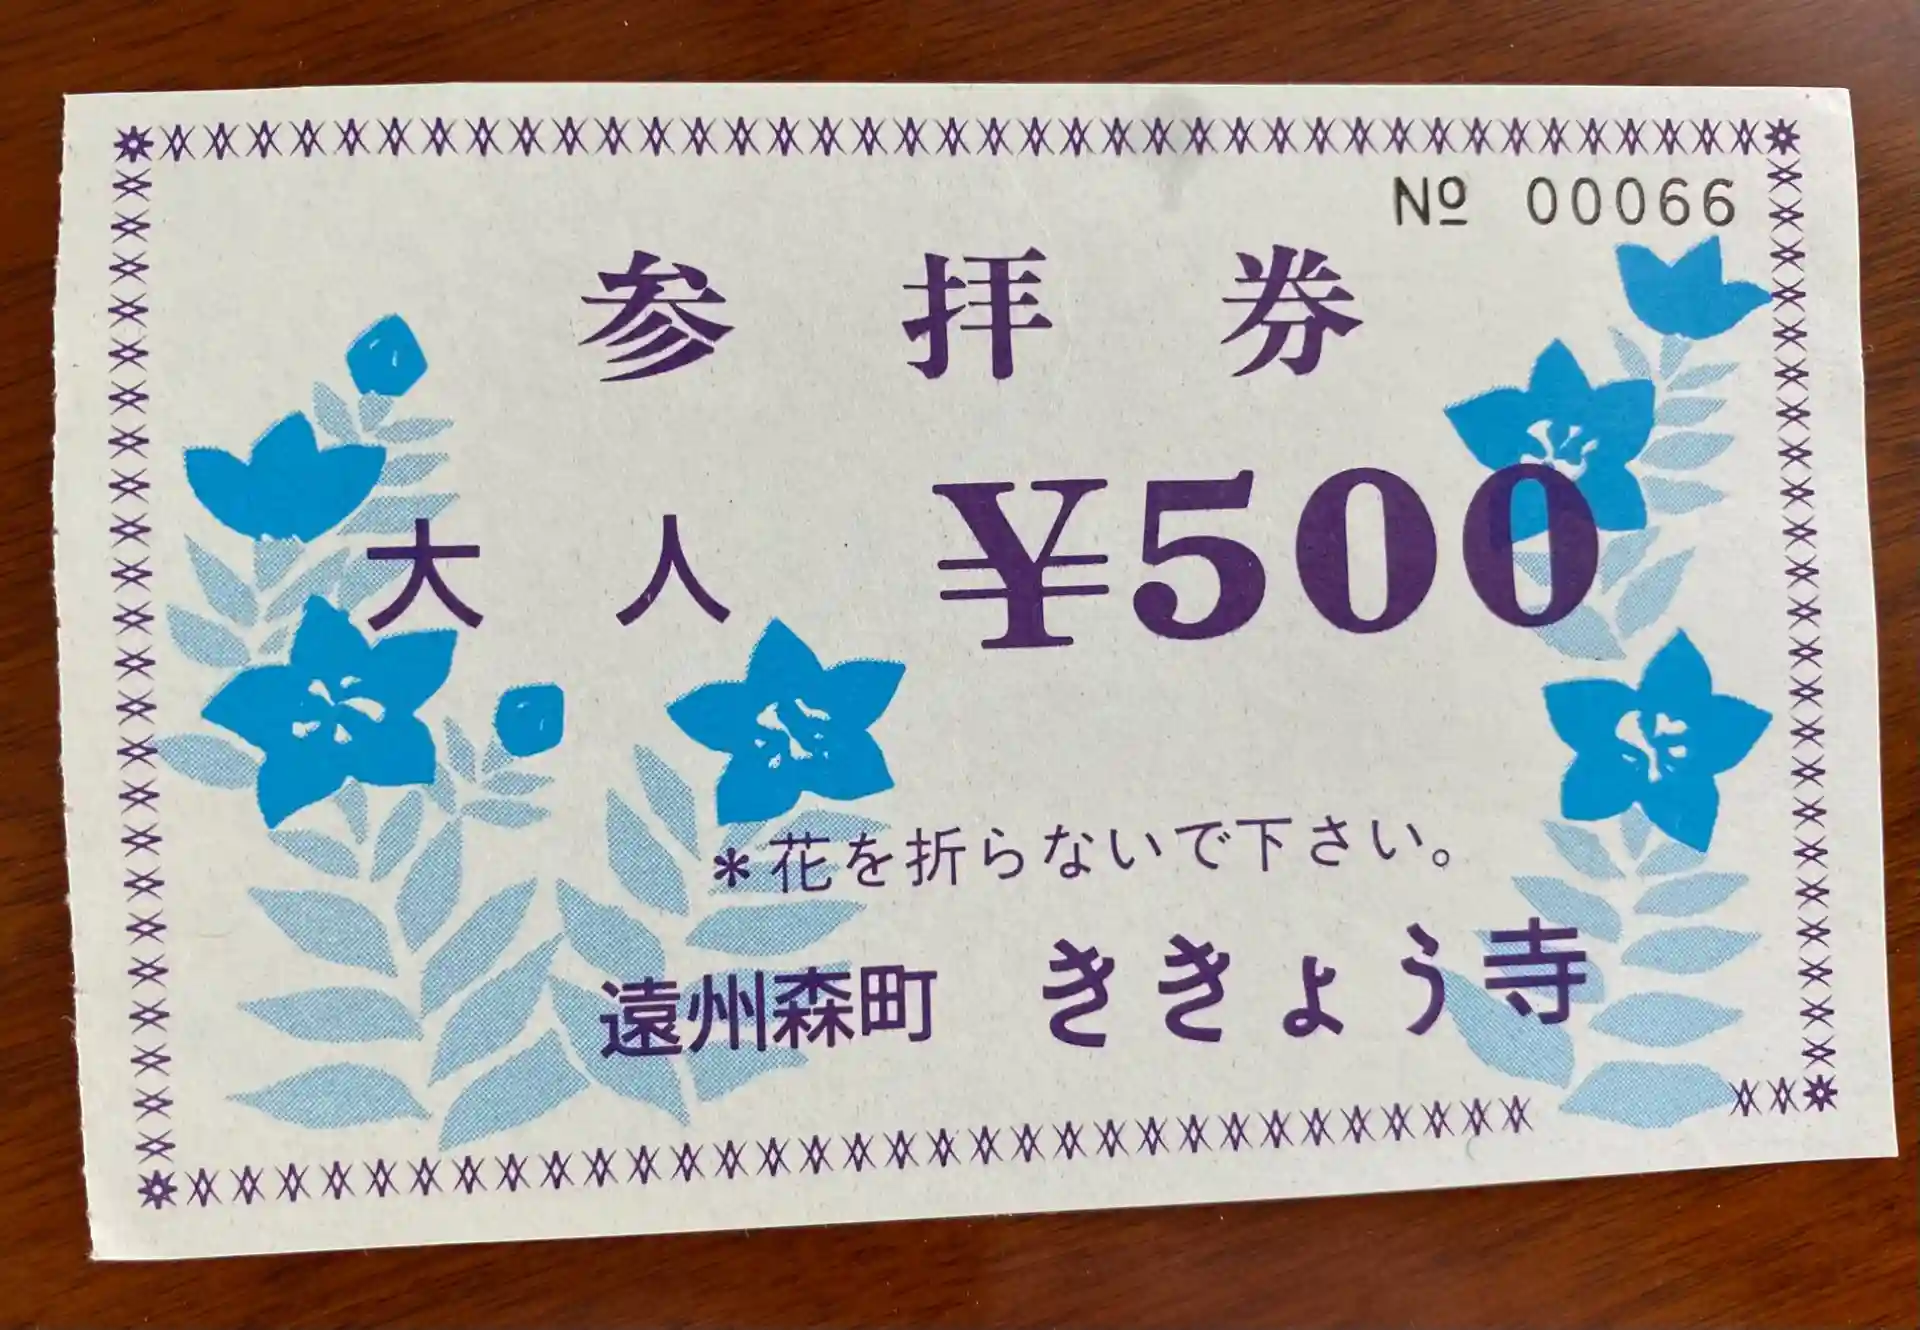 № 00066
参拝券
大人 ¥500
*花を折らないで下さい。
遠州森町 ききょう寺